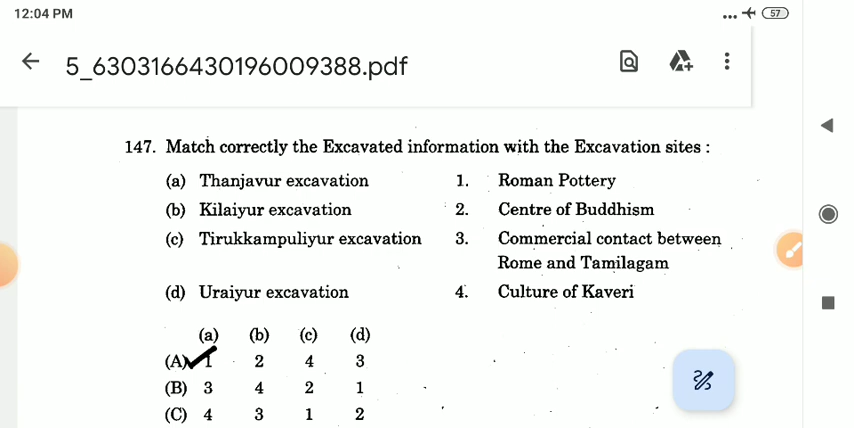 12:04 PM
57
5_6303166430196009388.pdf
147. Match correctly the Excavated information with the Excavation sites :
(a) Thanjavur excavation 1. Roman Pottery
(b) Kilaiyur excavation 2. Centre of Buddhism
(c) Tirukkampuliyur excavation 3. Commercial contact between
Rome and Tamilagam
(d) Uraiyur excavation 4. Culture of Kaveri
(a) (b) (c) (d)
(A) 1 2 4 3
(B) 3 4 2 1
(C) 4 3 1 2